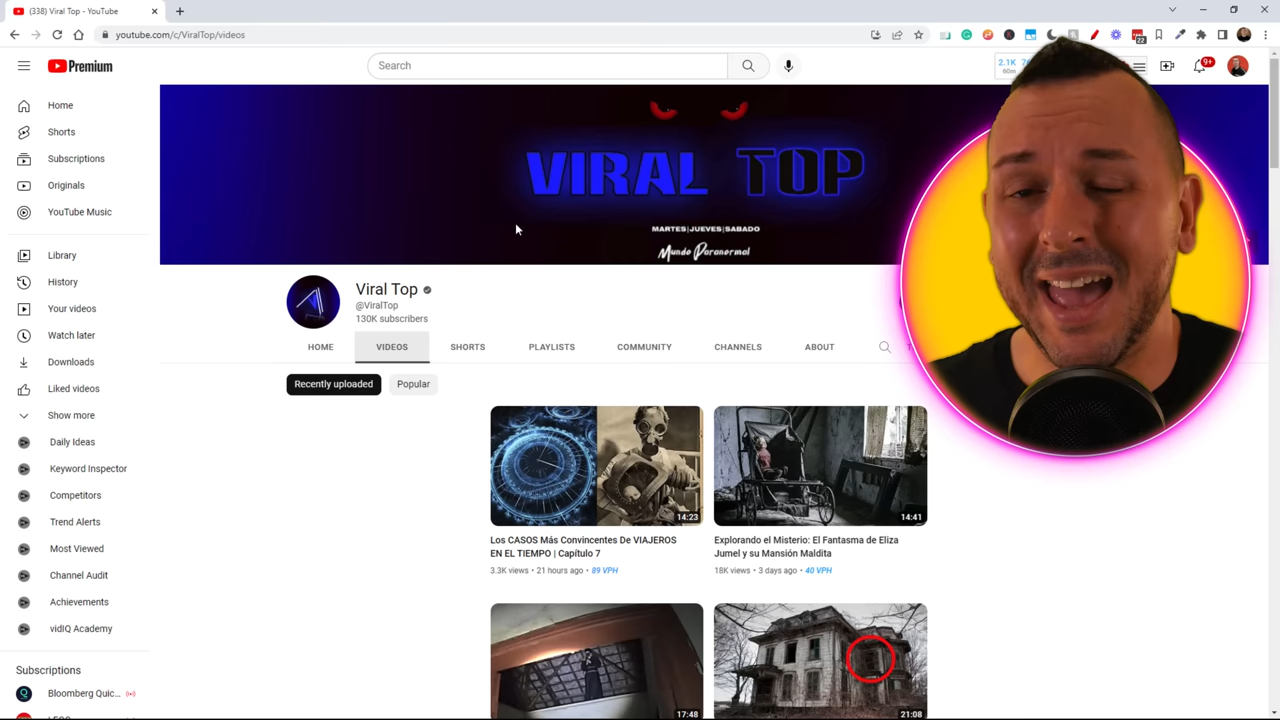 (338) Viral Top - YouTube
youtube.com/c/ViralTop/videos
22
Premium
Search
2.1K
60m
9+
Home
Shorts
Subscriptions
Originals
YouTube Music
Library
History
Your videos
Watch later
Downloads
Liked videos
Show more
Daily Ideas
Keyword Inspector
Competitors
Trend Alerts
Most Viewed
Channel Audit
Achievements
vidIQ Academy
Subscriptions
Bloomberg Quic...
VIRAL TOP
MARTES|JUEVES|SABADO
Mundo Paranormal
Viral Top
@ViralTop
130K subscribers
HOME
VIDEOS
SHORTS
PLAYLISTS
COMMUNITY
CHANNELS
ABOUT
Recently uploaded
Popular
14:23
14:41
Los CASOS Más Convincentes De VIAJEROS
EN EL TIEMPO | Capítulo 7
3.3K views • 21 hours ago • 89 VPH
Explorando el Misterio: El Fantasma de Eliza
Jumel y su Mansión Maldita
18K views • 3 days ago • 40 VPH
17:48
21:08